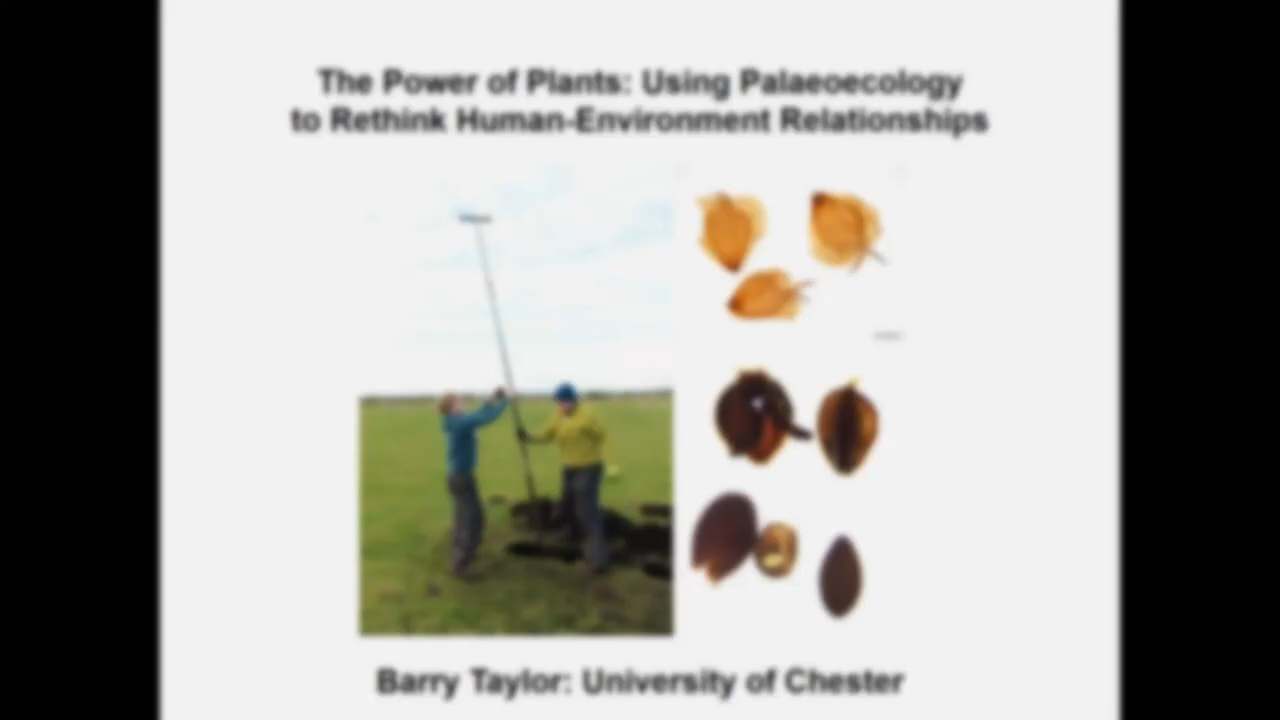 The Power of Plants: Using Palaeoecology
to Rethink Human-Environment Relationships
Barry Taylor: University of Chester